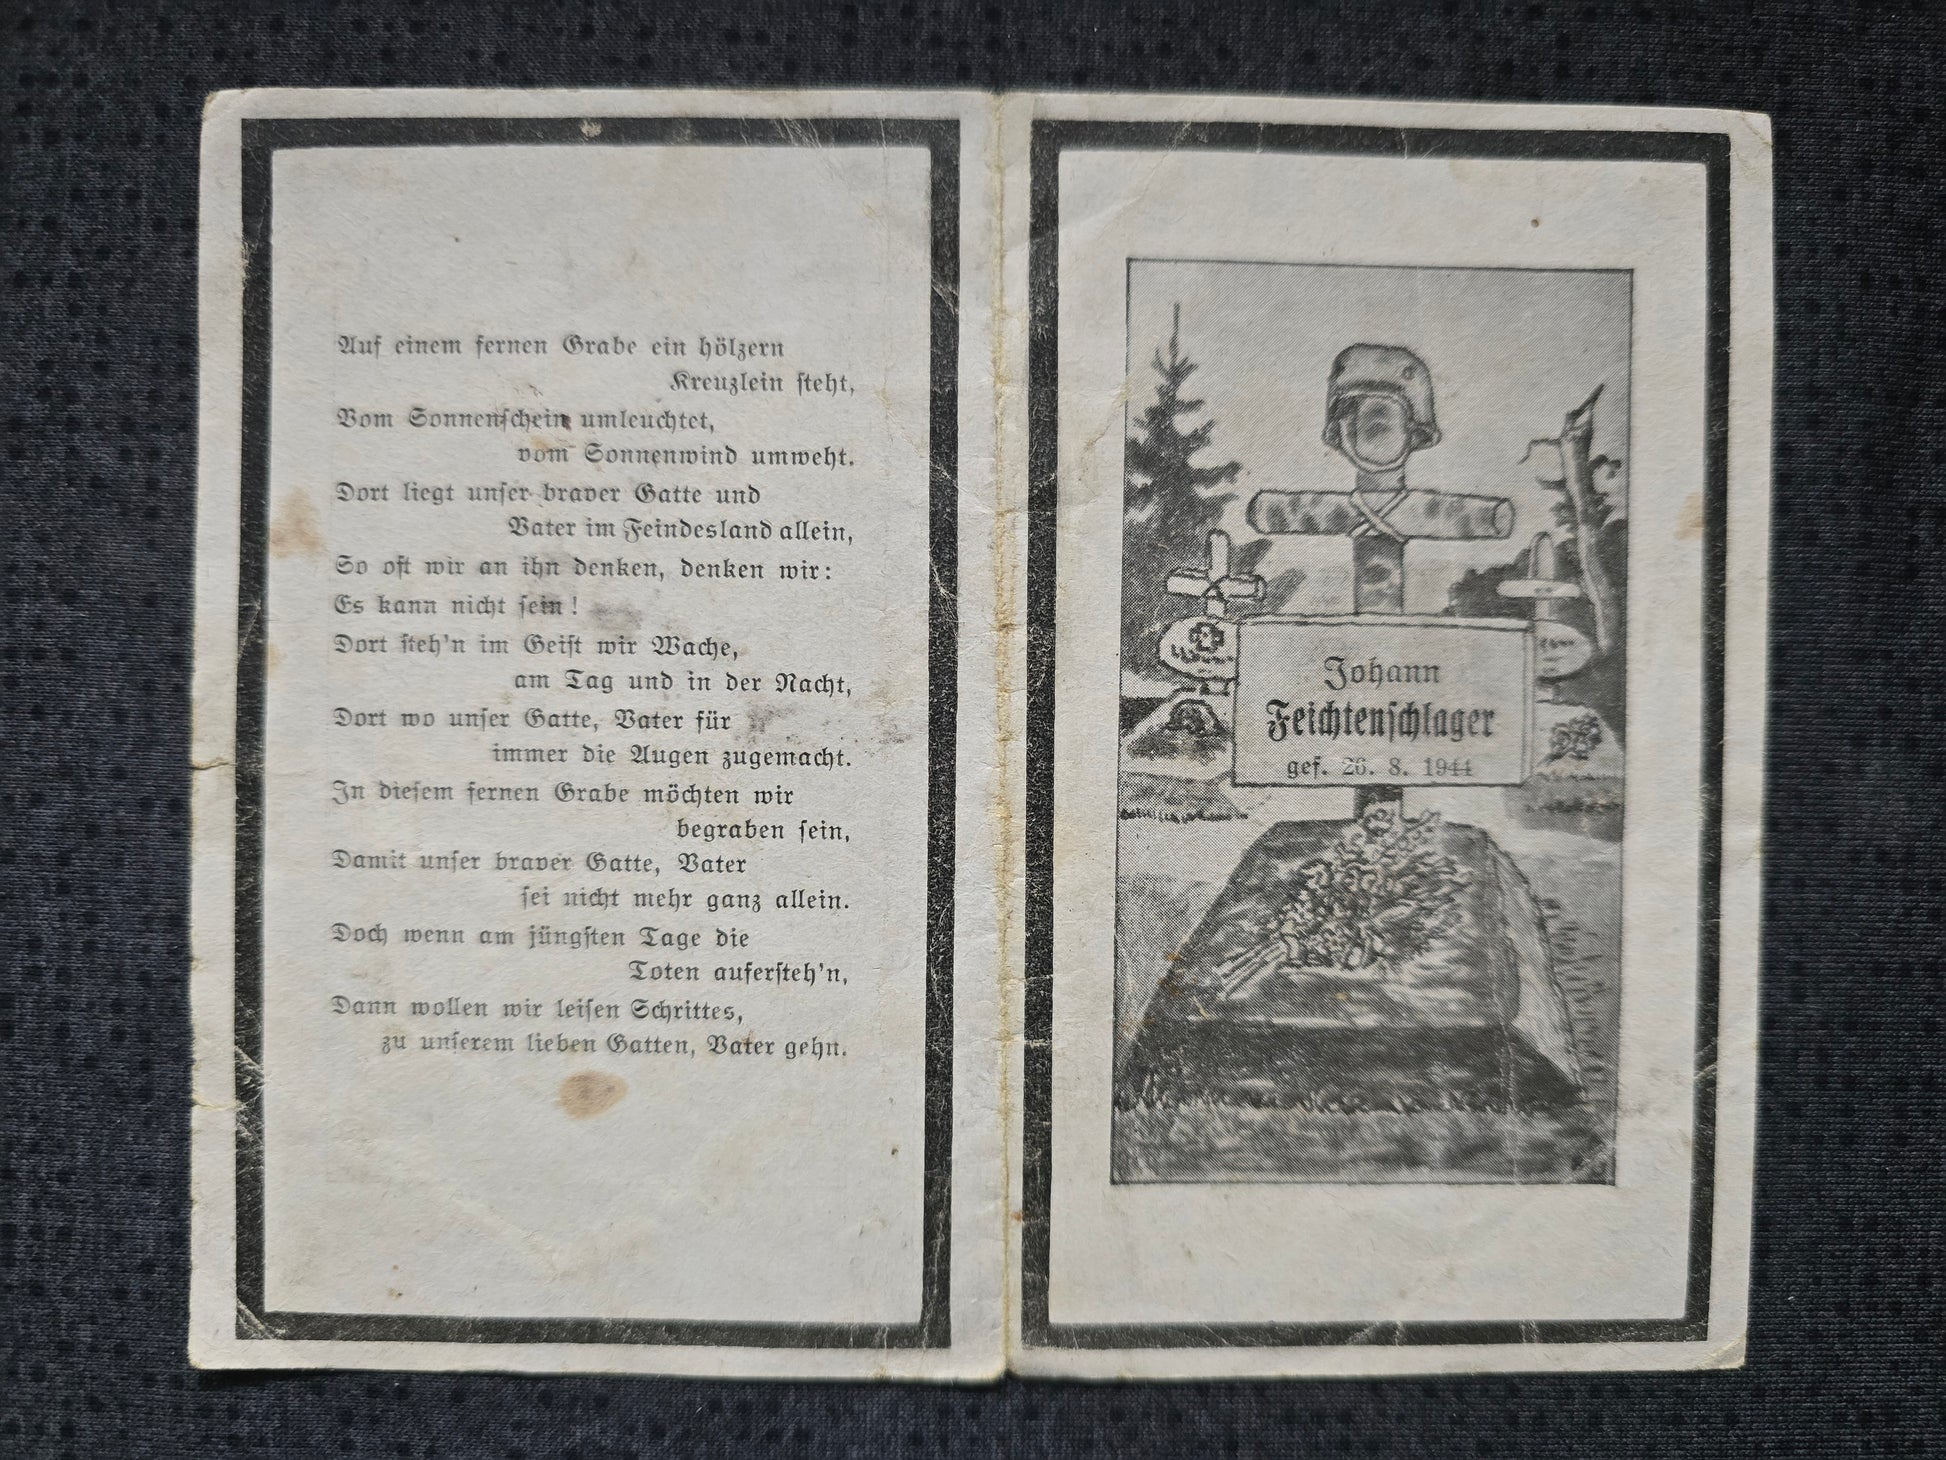 Auf einem fernen Grabe ein hölzern
Kreuzlein steht,
Vom Sonnenschein umleuchtet,
vom Sonnenwind umweht.
Dort liegt unser braver Gatte und
Vater im Feindesland allein,
So oft wir an ihn denken, denken wir:
Es kann nicht sein!
Dort steh'n im Geist wir Wache,
am Tag und in der Nacht,
Dort wo unser Gatte, Vater für
immer die Augen zugemacht.
In diesem fernen Grabe möchten wir
begraben sein,
Damit unser braver Gatte, Vater
sei nicht mehr ganz allein.
Doch wenn am jüngsten Tage die
Toten aufersteh'n,
Dann wollen wir leisen Schrittes,
zu unserem lieben Gatten, Vater gehn.
Johann
Feichtenschlager
gef. 26. 8. 1944